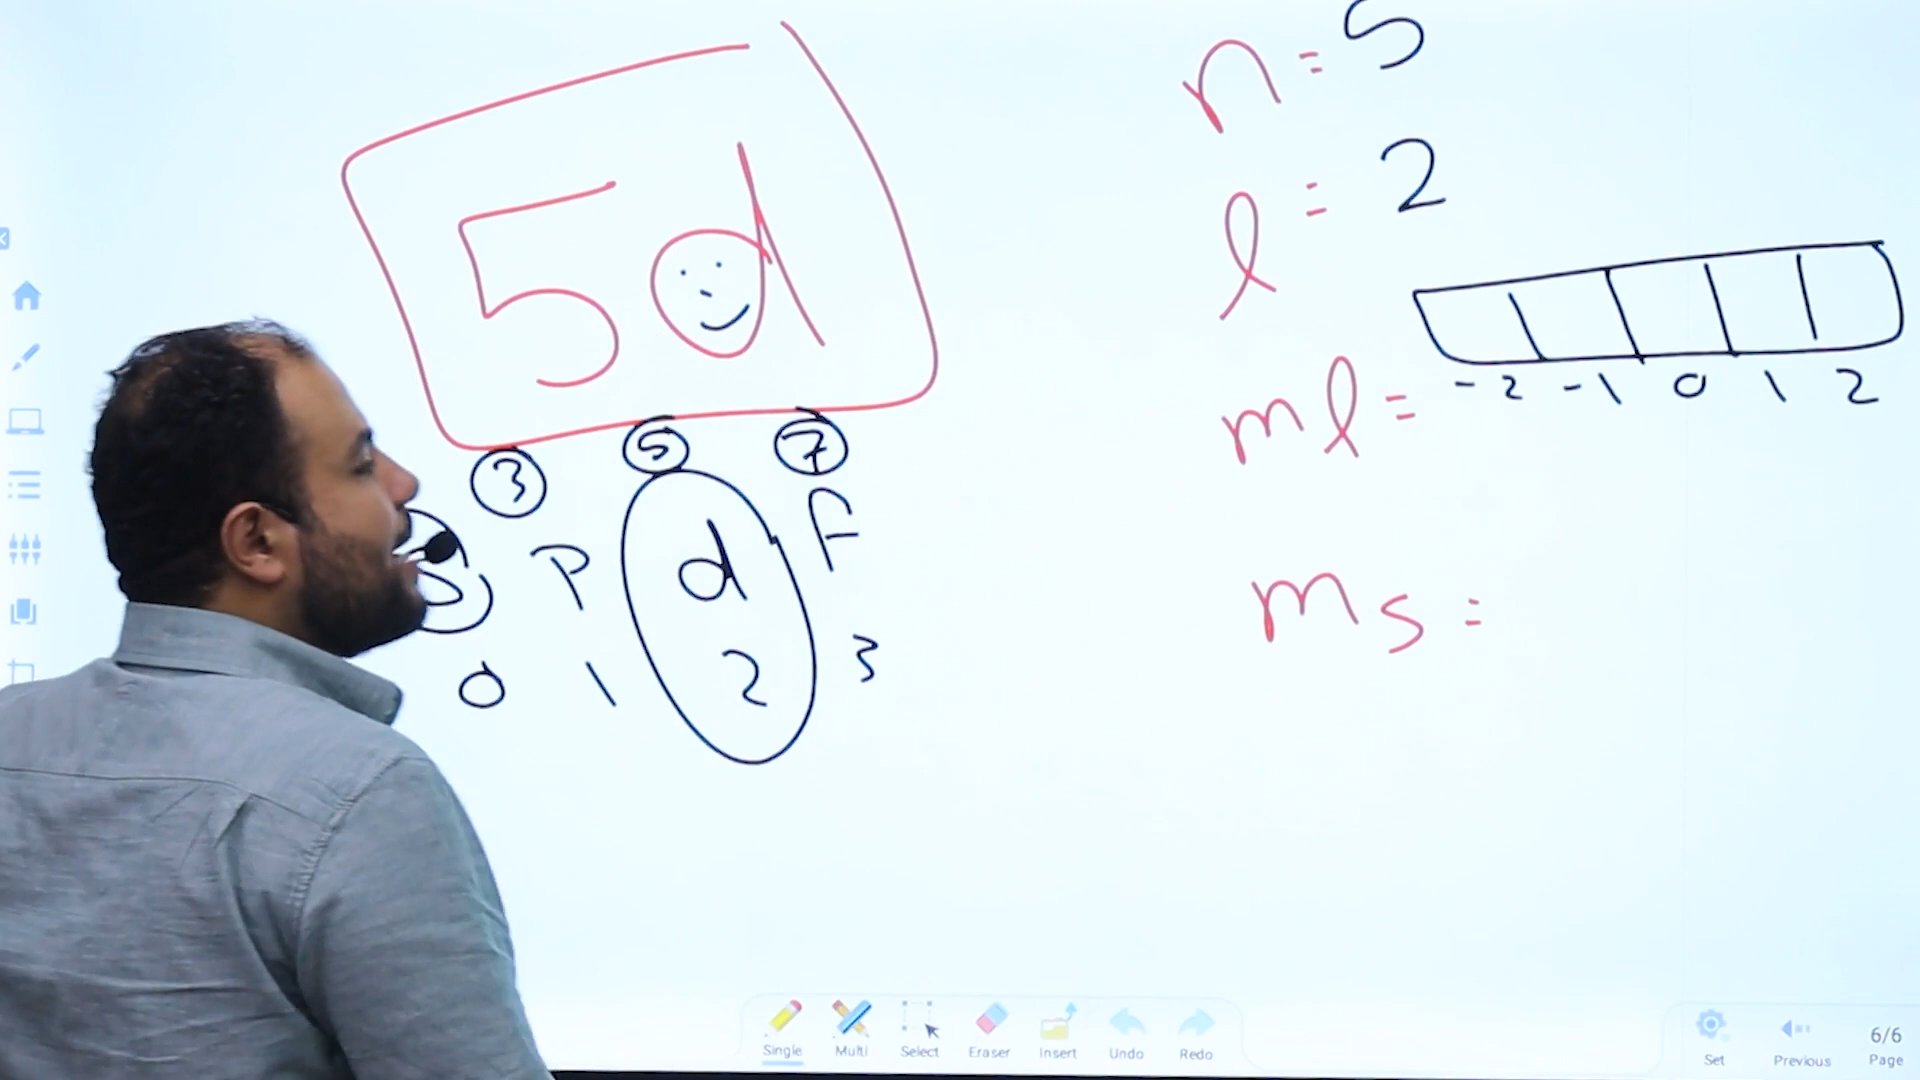 5d
3 5 7
S P d F
0 1 2 3
n = 5
l = 2
ml = -2 -1 0 1 2
ms =
Single Multi Select Eraser Insert Undo Redo
Set Previous 6/6 Page